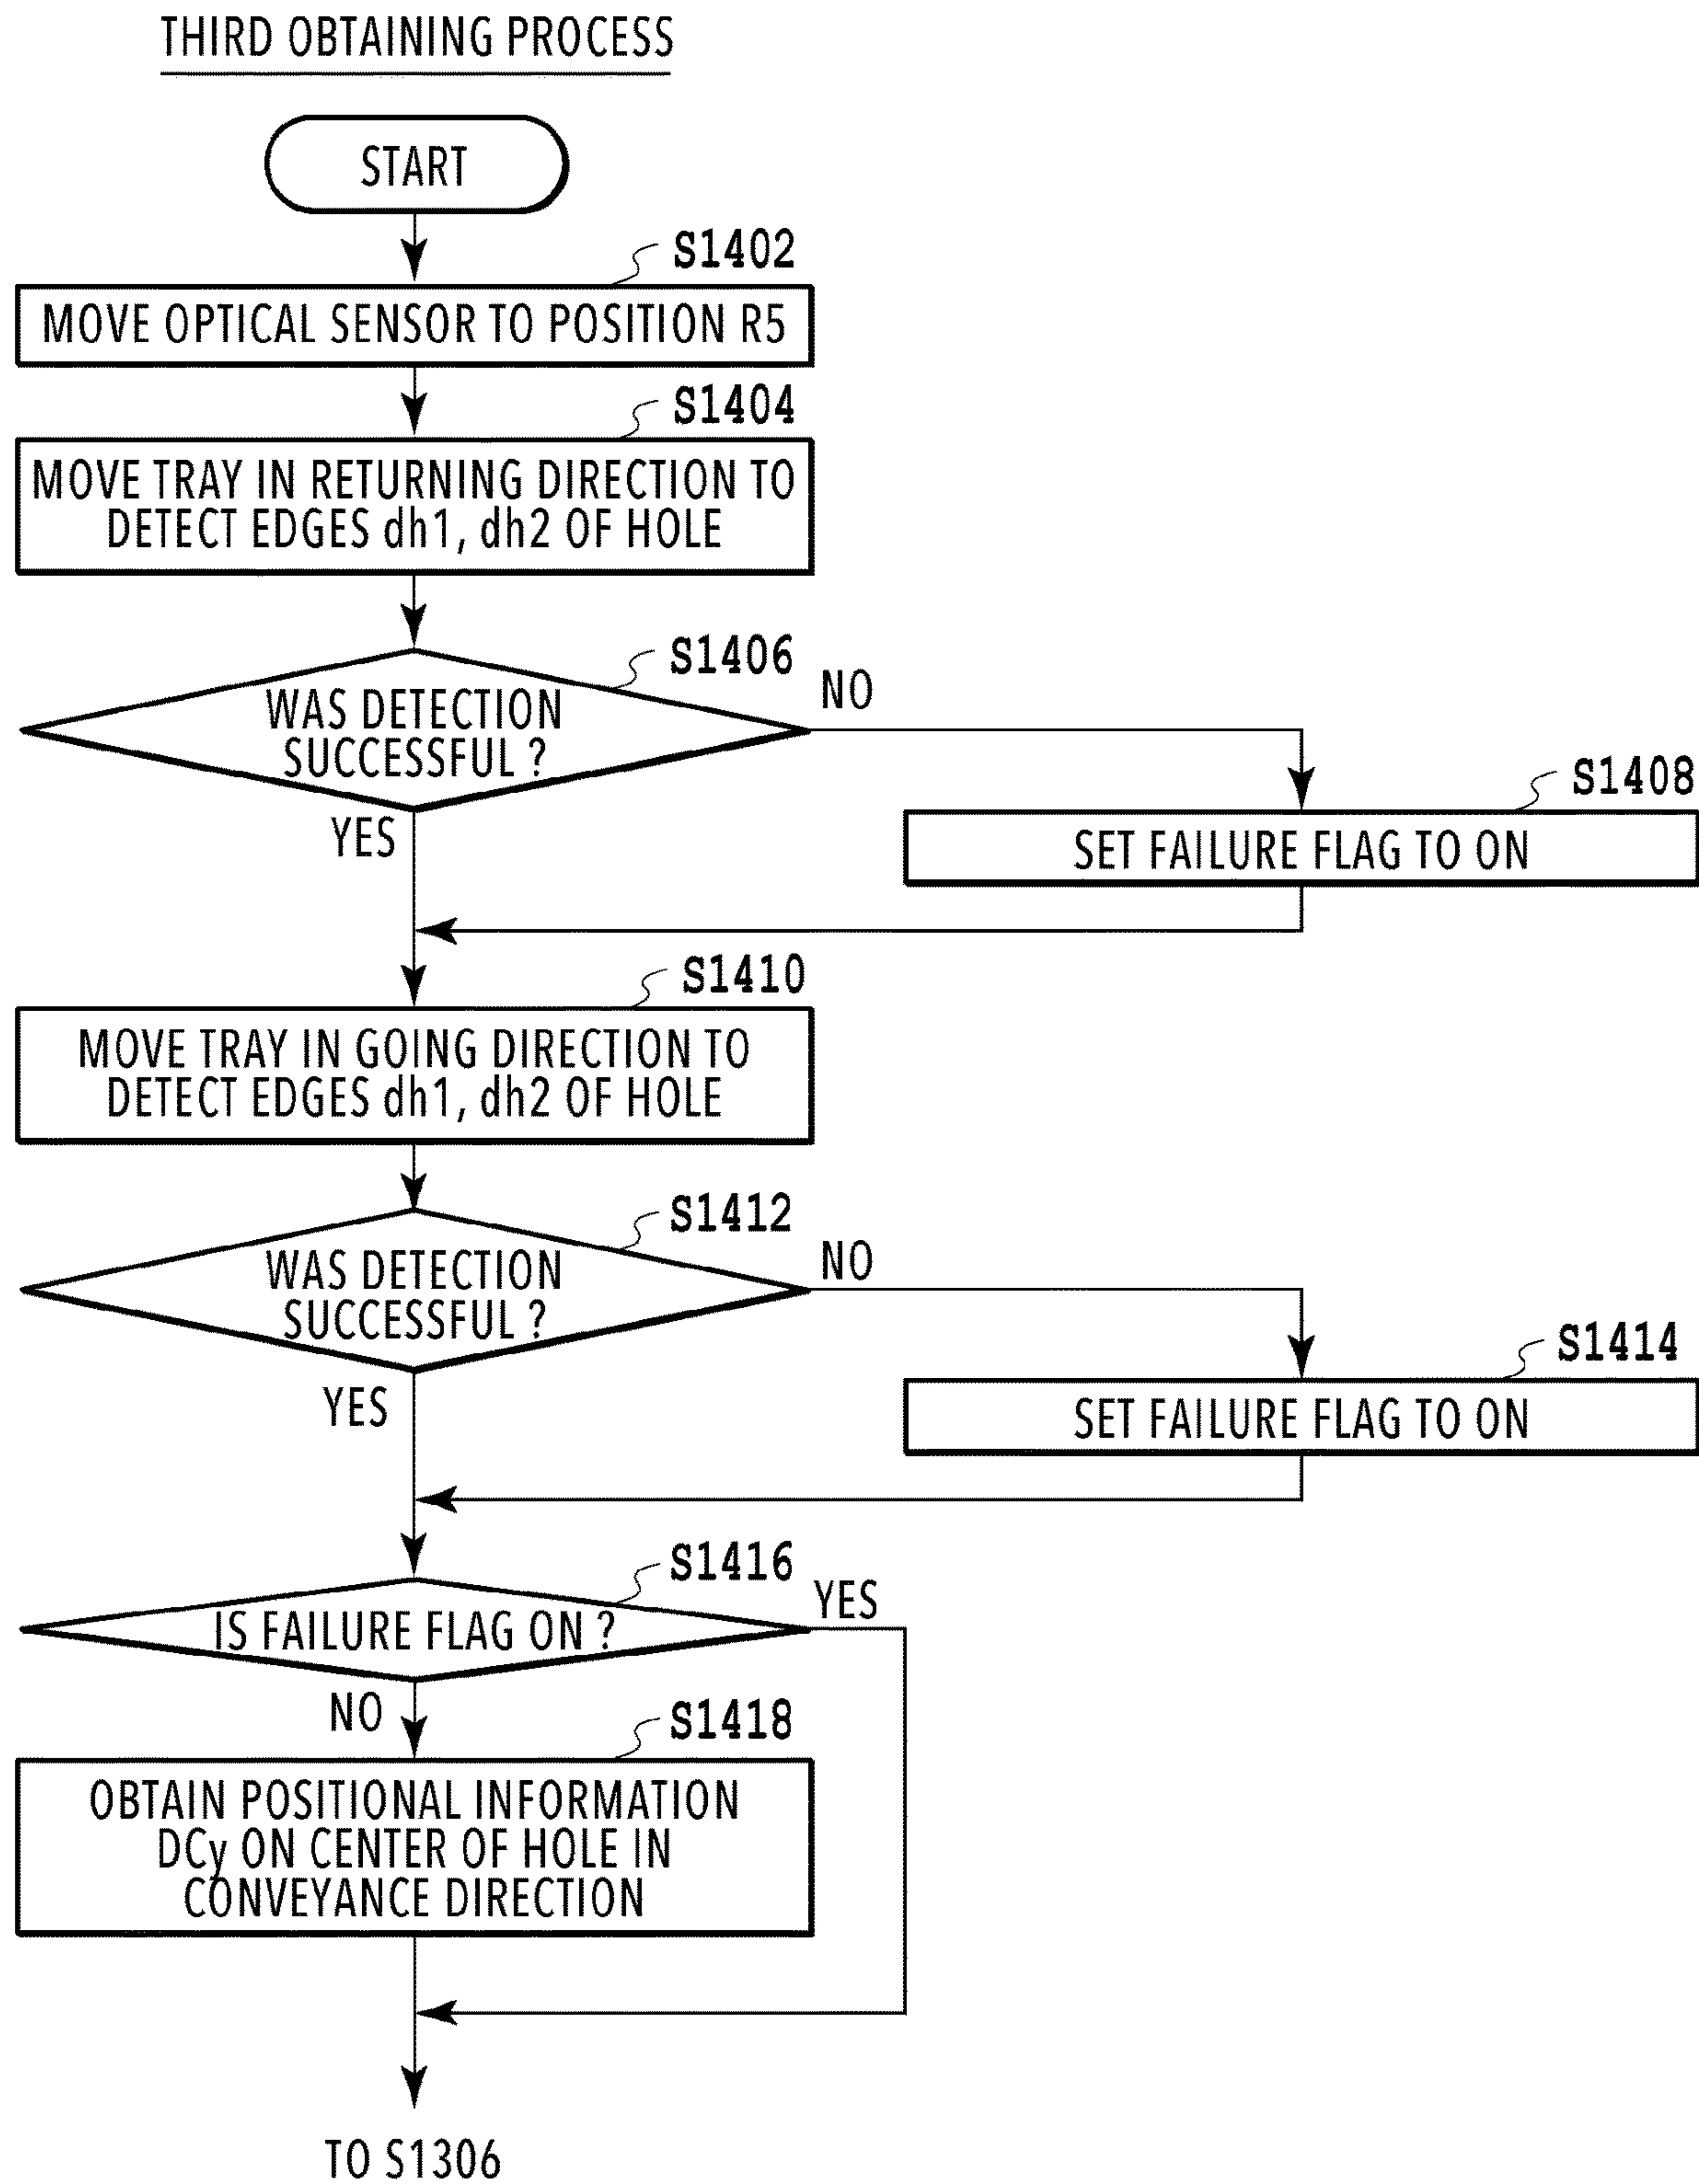 THIRD OBTAINING PROCESS
START
S1402
MOVE OPTICAL SENSOR TO POSITION R5
S1404
MOVE TRAY IN RETURNING DIRECTION TO
DETECT EDGES dh1, dh2 OF HOLE
S1406
WAS DETECTION
SUCCESSFUL ?
NO
YES
S1408
SET FAILURE FLAG TO ON
S1410
MOVE TRAY IN GOING DIRECTION TO
DETECT EDGES dh1, dh2 OF HOLE
S1412
WAS DETECTION
SUCCESSFUL ?
NO
YES
S1414
SET FAILURE FLAG TO ON
S1416
IS FAILURE FLAG ON ?
YES
NO
S1418
OBTAIN POSITIONAL INFORMATION
DCy ON CENTER OF HOLE IN
CONVEYANCE DIRECTION
TO S1306